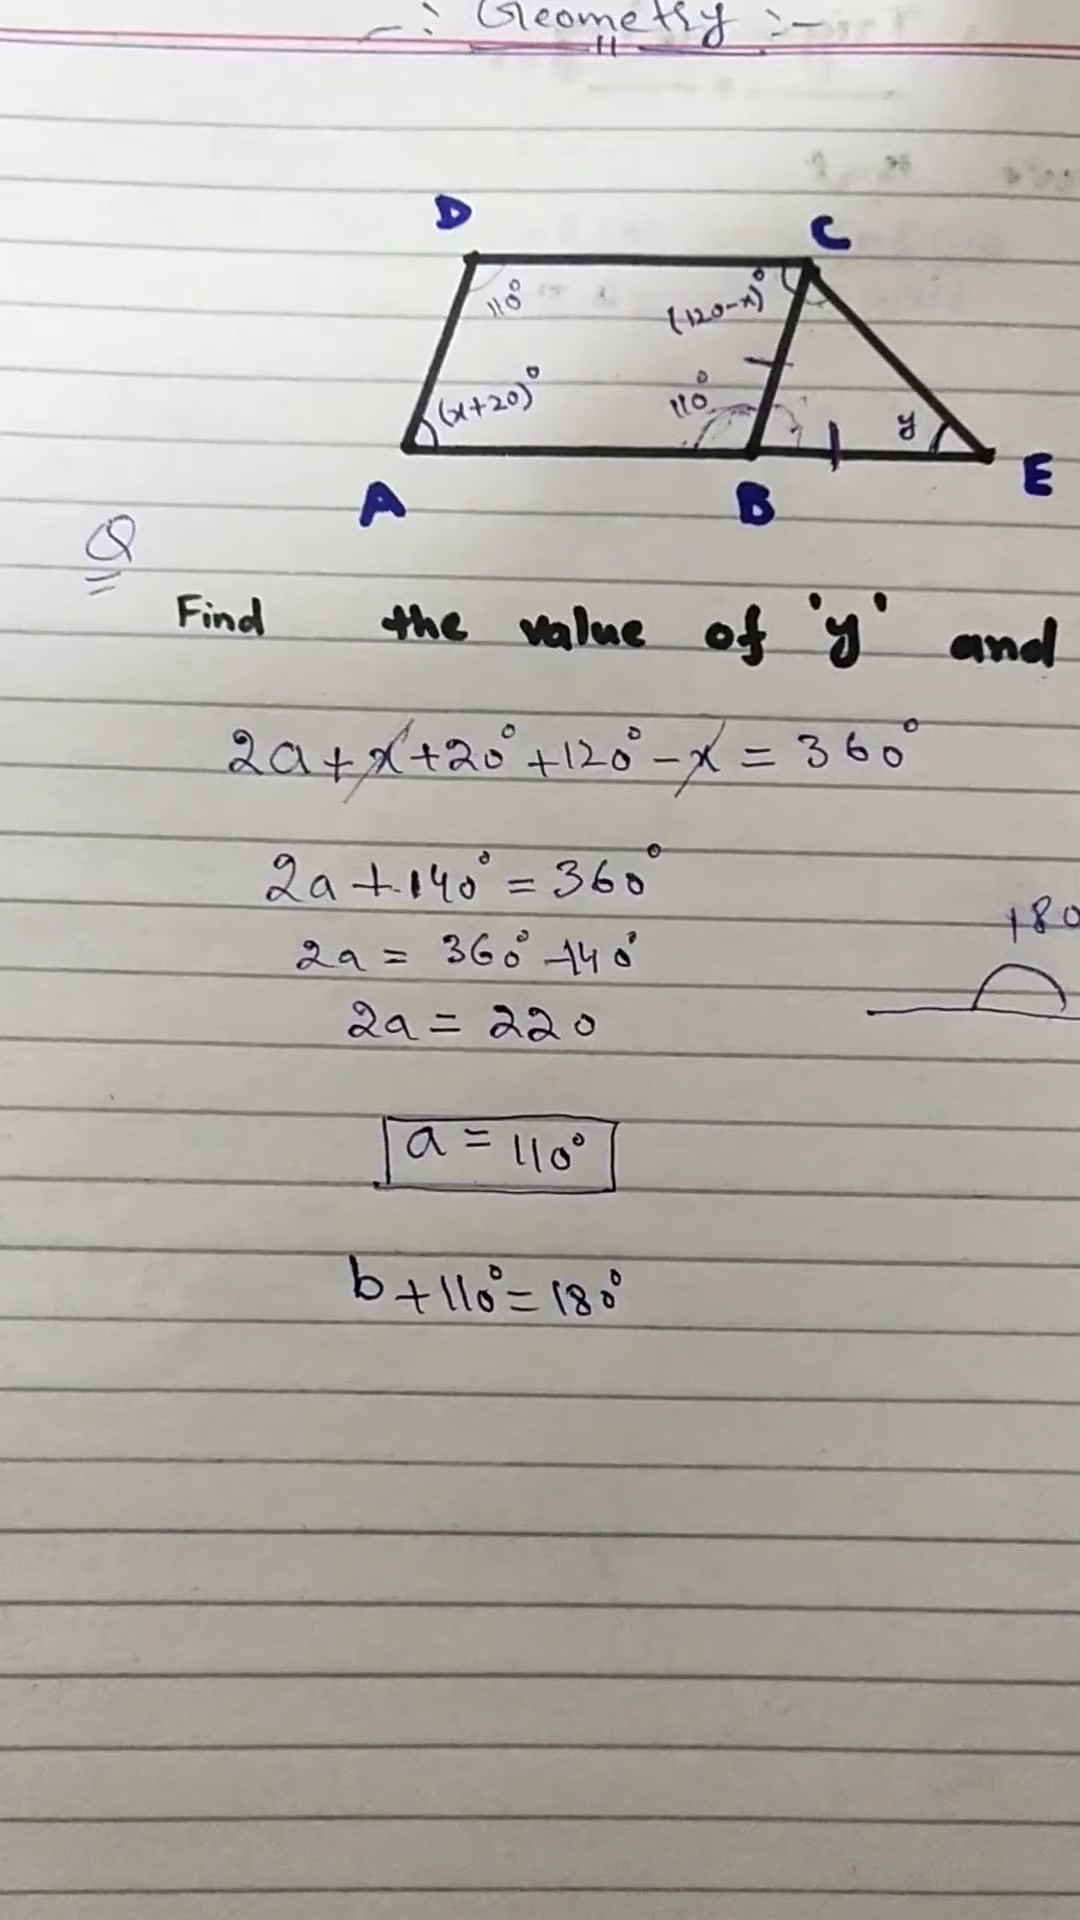 -: Geometry :-
D
C
110°
(120-x)°
(x+20)°
110°
y
A
B
E
Q
Find the value of 'y' and
2a+x+20°+120°-x=360°
2a+140°=360°
180
2a= 360°-140°
2a= 220
a= 110°
b+110°=180°